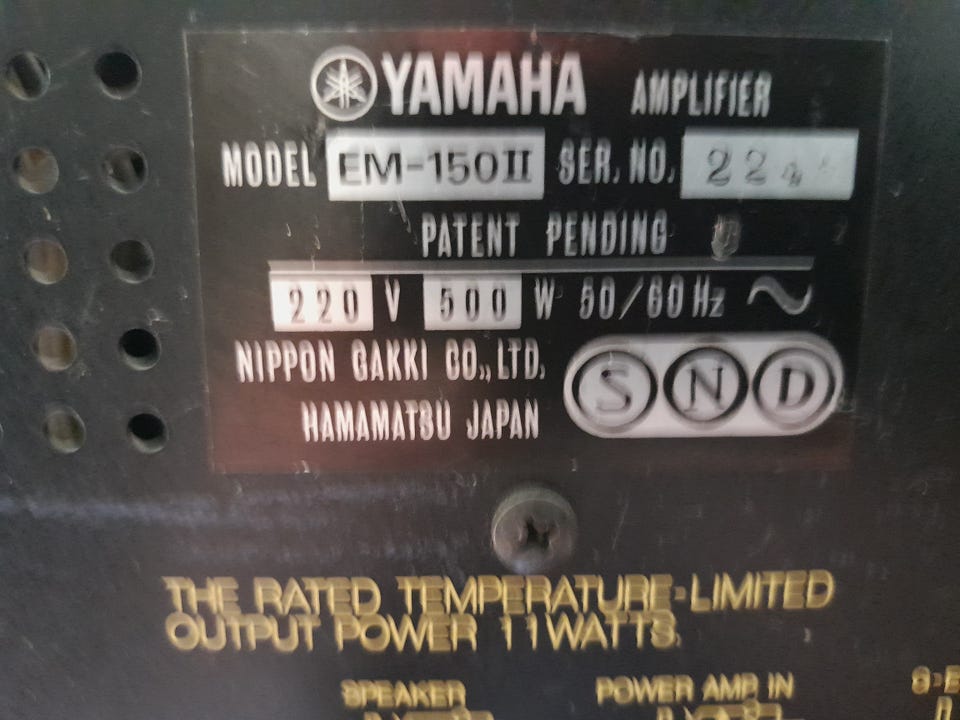 YAMAHA AMPLIFIER
MODEL EM-150II SER. NO. 224
PATENT PENDING
220 V 500 W 50/60Hz ~
NIPPON GAKKI CO., LTD.
HAMAMATSU JAPAN
S N D
THE RATED TEMPERATURE-LIMITED
OUTPUT POWER 11WATTS.
SPEAKER POWER AMP IN